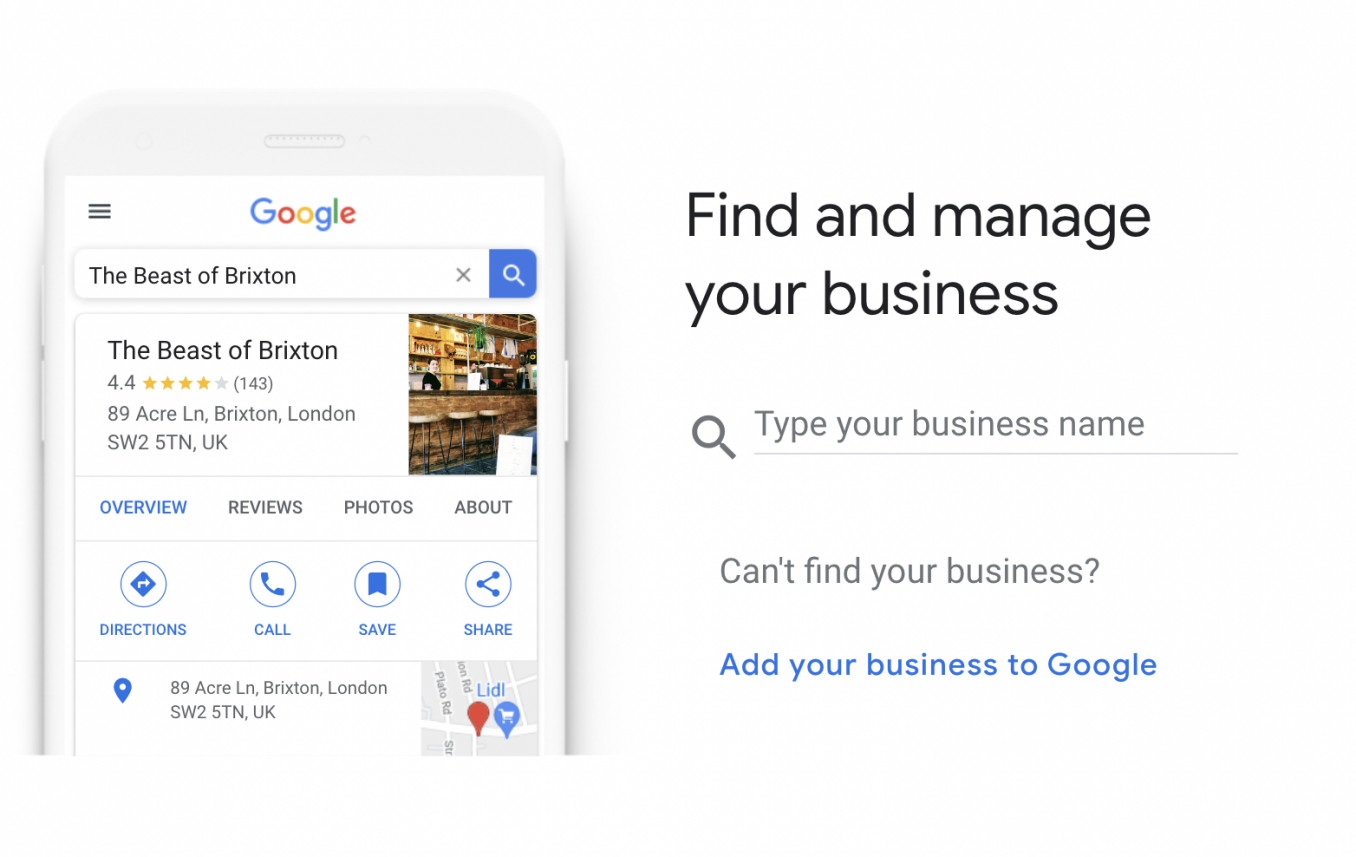 Google
The Beast of Brixton
The Beast of Brixton
4.4 (143)
89 Acre Ln, Brixton, London
SW2 5TN, UK
OVERVIEW REVIEWS PHOTOS ABOUT
DIRECTIONS CALL SAVE SHARE
89 Acre Ln, Brixton, London
SW2 5TN, UK
Plato Rd
on Rd
Lidl
Str
Find and manage
your business
Type your business name
Can't find your business?
Add your business to Google